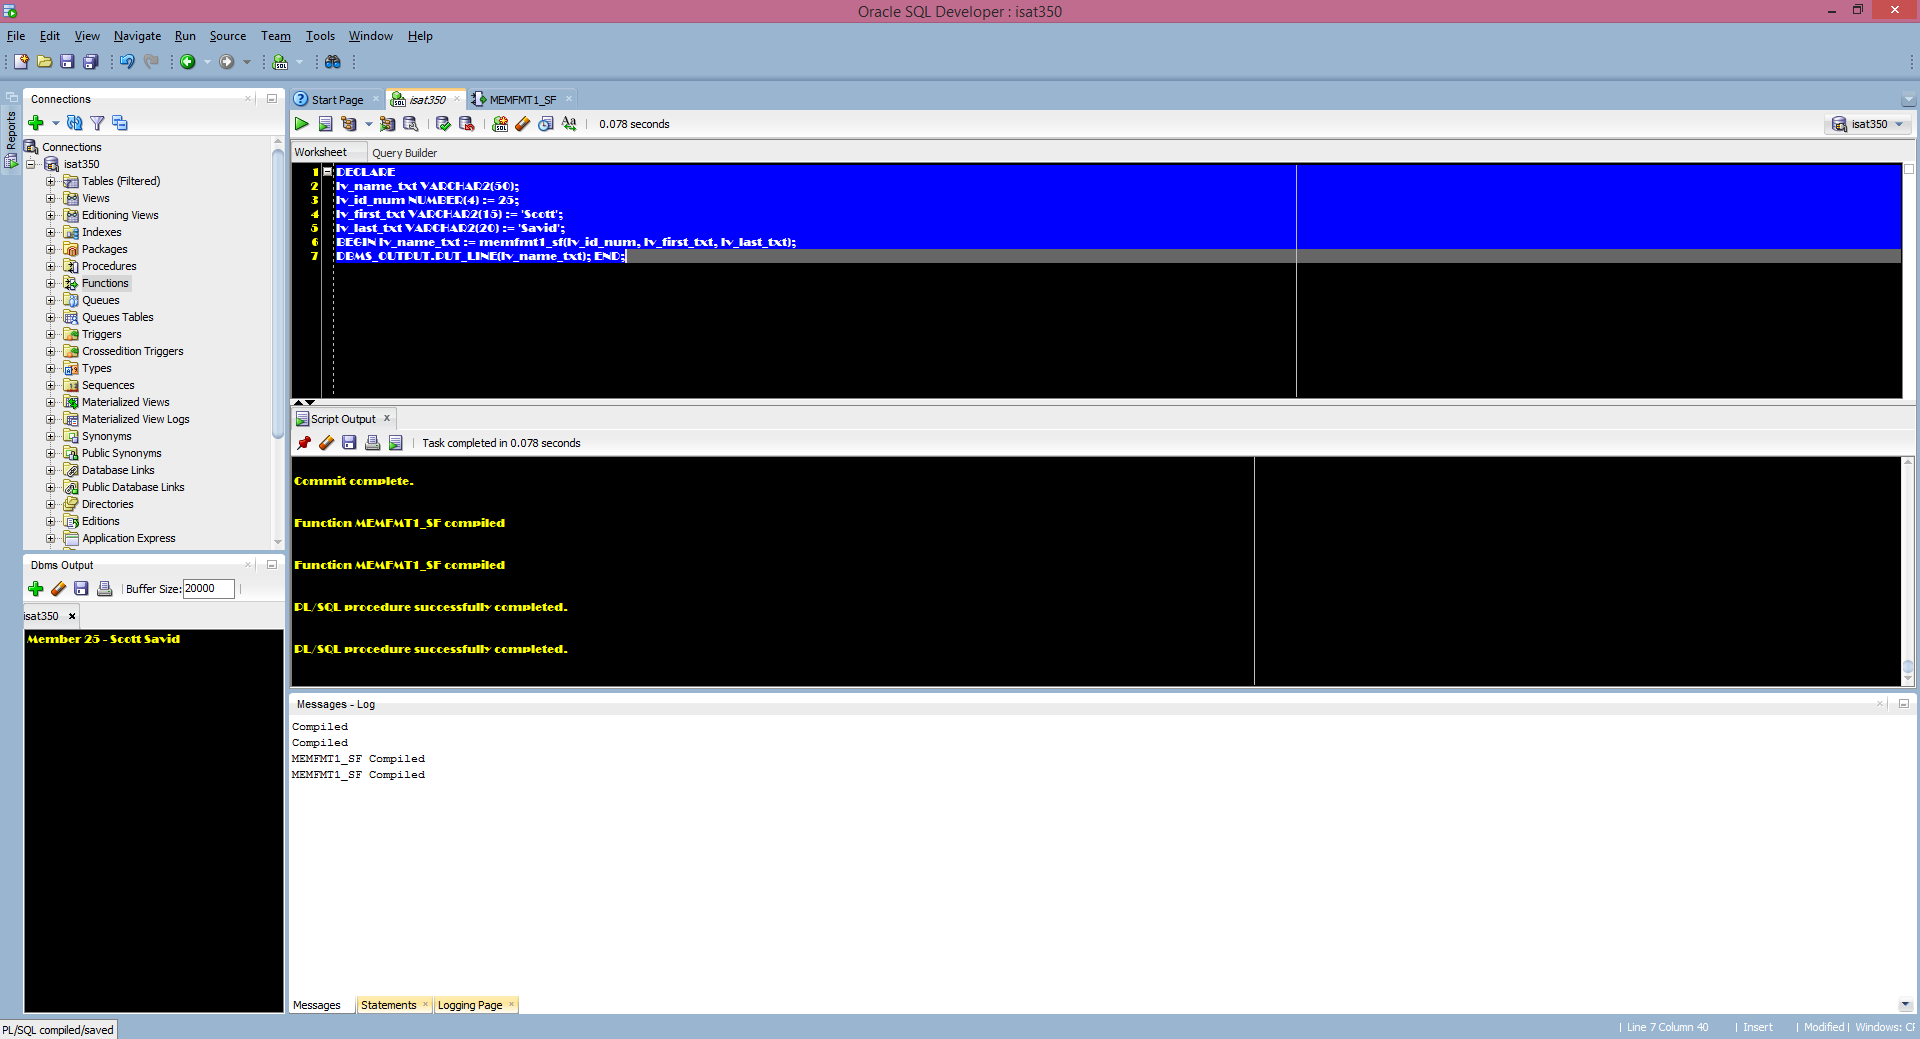 Oracle SQL Developer : isat350
File Edit View Navigate Run Source Team Tools Window Help
Reports
Connections
Connections
isat350
Tables (Filtered)
Views
Editioning Views
Indexes
Packages
Procedures
Functions
Queues
Queues Tables
Triggers
Crossedition Triggers
Types
Sequences
Materialized Views
Materialized View Logs
Synonyms
Public Synonyms
Database Links
Public Database Links
Directories
Editions
Application Express
Dbms Output
Buffer Size: 20000
isat350
Member 25 - Scott Savid
Start Page isat350 MEMFMT1_SF
0.078 seconds
isat350
Worksheet Query Builder
1 DECLARE
2 lv_name_txt VARCHAR2(50);
3 lv_id_num NUMBER(4) := 25;
4 lv_first_txt VARCHAR2(15) := 'Scott';
5 lv_last_txt VARCHAR2(20) := 'Savid';
6 BEGIN lv_name_txt := memfmt1_sf(lv_id_num, lv_first_txt, lv_last_txt);
7 DBMS_OUTPUT.PUT_LINE(lv_name_txt); END;
Script Output
Task completed in 0.078 seconds
Commit complete.
Function MEMFMT1_SF compiled
Function MEMFMT1_SF compiled
PL/SQL procedure successfully completed.
PL/SQL procedure successfully completed.
Messages - Log
Compiled
Compiled
MEMFMT1_SF Compiled
MEMFMT1_SF Compiled
Messages Statements Logging Page
PL/SQL compiled/saved
Line 7 Column 40 Insert Modified Windows: CF